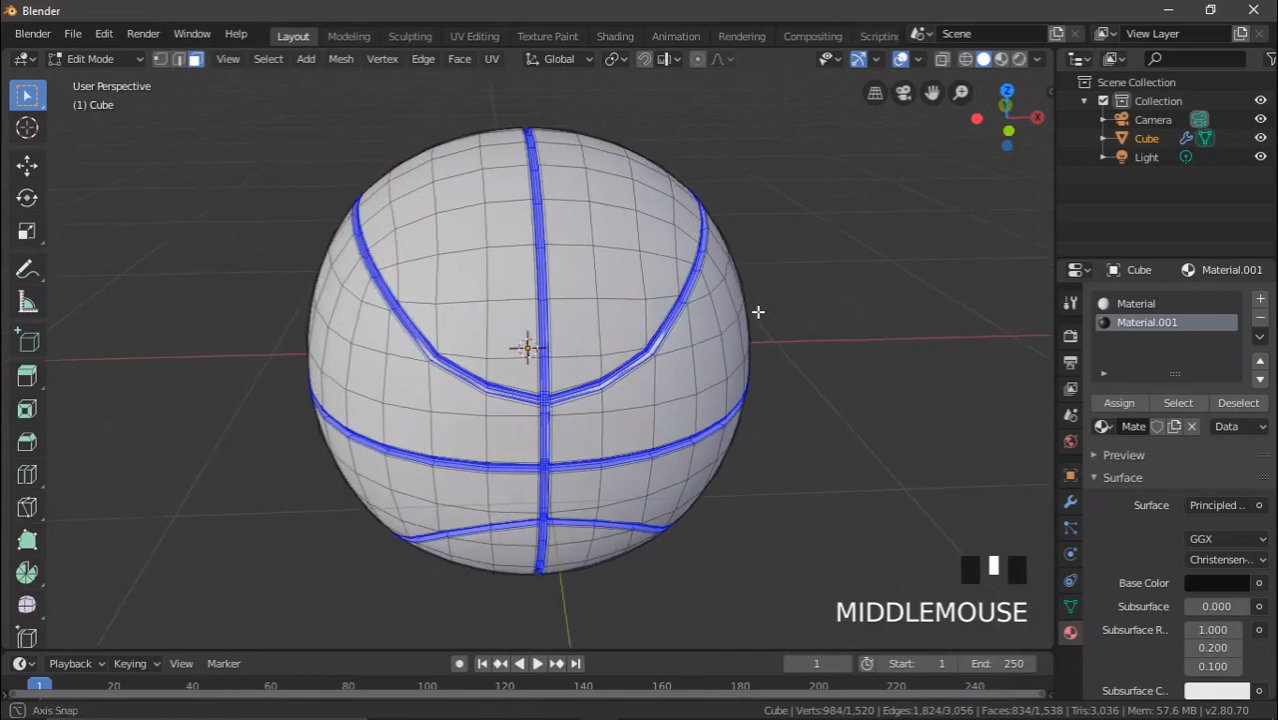 Blender
Blender File Edit Render Window Help Layout Modeling Sculpting UV Editing Texture Paint Shading Animation Rendering Compositing Scriptin Scene View Layer
Edit Mode View Select Add Mesh Vertex Edge Face UV Global
User Perspective
(1) Cube
Z
Y
X
Scene Collection
Collection
Camera
Cube
Light
Cube Material.001
Material
Material.001
Assign Select Deselect
Mate Data
Preview
Surface
Surface Principled ..
GGX
Christensen-..
Base Color
Subsurface 0.000
Subsurface R.. 1.000
0.200
0.100
Subsurface C..
MIDDLEMOUSE
Playback Keying View Marker 1 Start: 1 End: 250
1 20 40 60 80 100 120 140 160 180 200 220 240
Axis Snap
Cube | Verts:984/1,520 | Edges:1,824/3,056 | Faces:834/1,538 | Tris:3,036 | Mem: 57.6 MB | v2.80.70